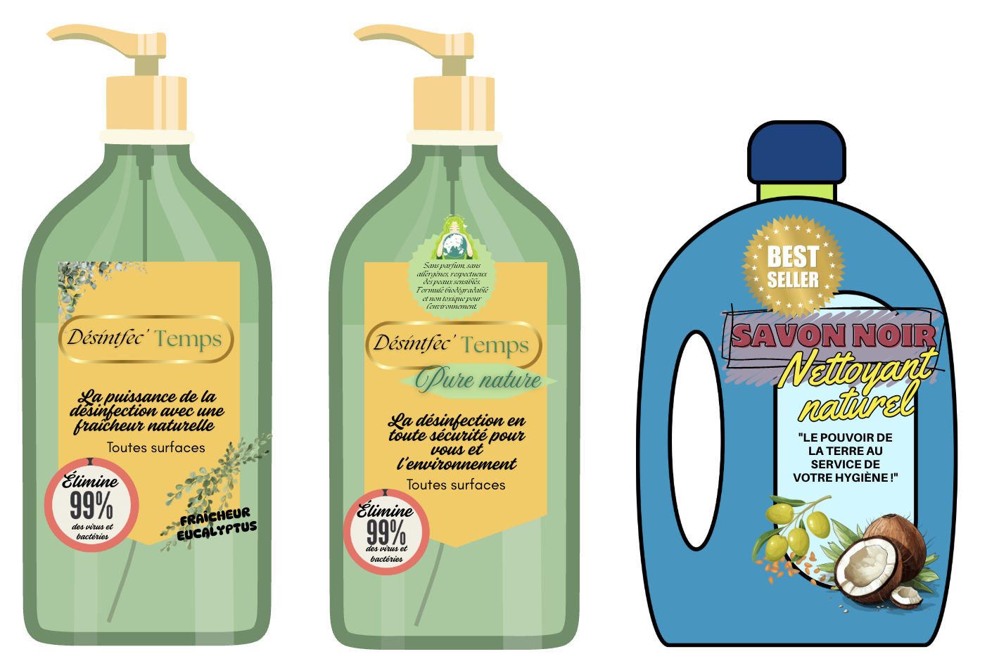 Désinfec' Temps
La puissance de la
désinfection avec une
fraîcheur naturelle
Toutes surfaces
Élimine
99%
des virus et
bactéries
FRAÎCHEUR
EUCALYPTUS
Sans parfum, sans
allergènes, respectueux
des peaux sensibles.
Formule biodégradable
et non toxique pour
l'environnement.
Désinfec' Temps
Pure nature
La désinfection en
toute sécurité pour
vous et
l'environnement
Toutes surfaces
Élimine
99%
des virus et
bactéries
BEST
SELLER
SAVON NOIR
Nettoyant
naturel
"LE POUVOIR DE
LA TERRE AU
SERVICE DE
VOTRE HYGIÈNE !"